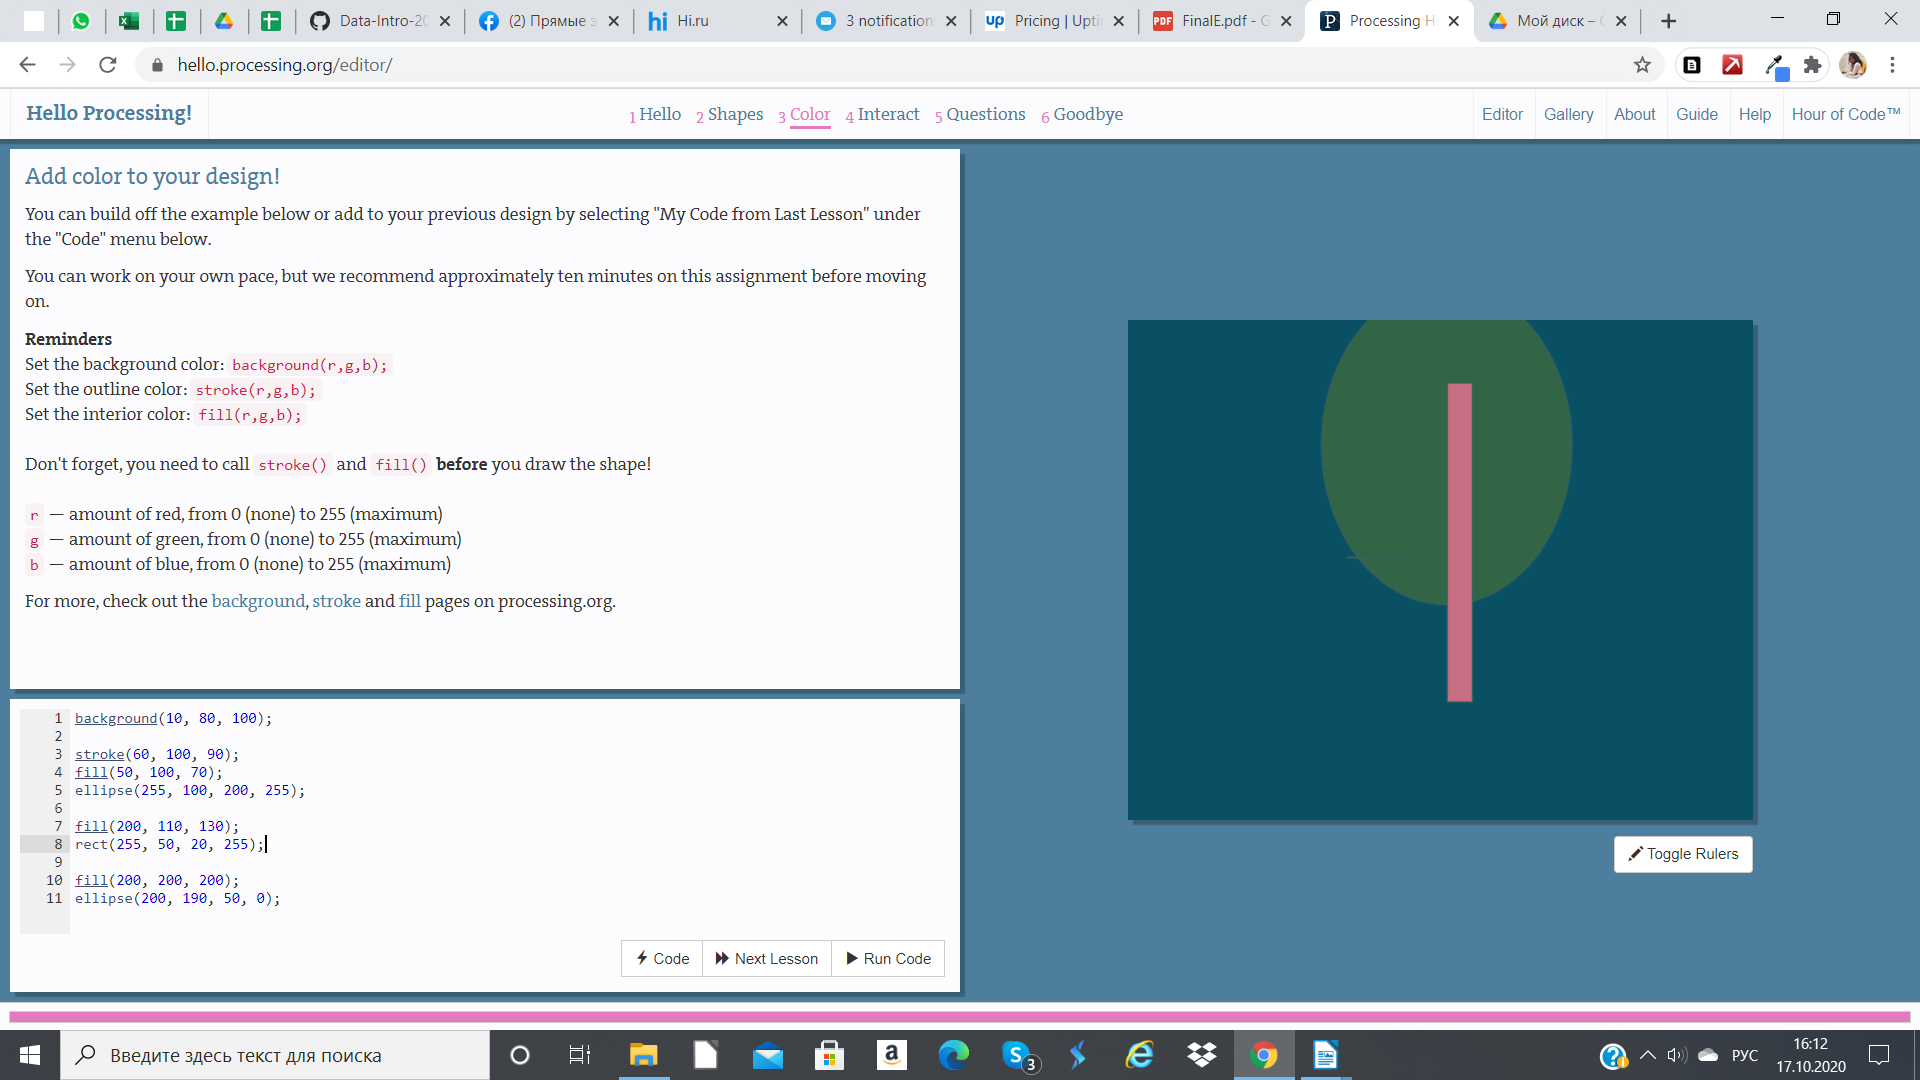 Data-Intro-20
(2) Прямые э
Hi.ru
3 notification
Pricing | Upti
FinalE.pdf - G
Processing H
Мой диск –
hello.processing.org/editor/
Hello Processing!
1 Hello 2 Shapes 3 Color 4 Interact 5 Questions 6 Goodbye
Editor Gallery About Guide Help Hour of Code™
Add color to your design!
You can build off the example below or add to your previous design by selecting "My Code from Last Lesson" under
the "Code" menu below.
You can work on your own pace, but we recommend approximately ten minutes on this assignment before moving
on.
Reminders
Set the background color: background(r,g,b);
Set the outline color: stroke(r,g,b);
Set the interior color: fill(r,g,b);
Don't forget, you need to call stroke() and fill() before you draw the shape!
r — amount of red, from 0 (none) to 255 (maximum)
g — amount of green, from 0 (none) to 255 (maximum)
b — amount of blue, from 0 (none) to 255 (maximum)
For more, check out the background, stroke and fill pages on processing.org.
1 background(10, 80, 100);
2
3 stroke(60, 100, 90);
4 fill(50, 100, 70);
5 ellipse(255, 100, 200, 255);
6
7 fill(200, 110, 130);
8 rect(255, 50, 20, 255);
9
10 fill(200, 200, 200);
11 ellipse(200, 190, 50, 0);
Code Next Lesson Run Code
Toggle Rulers
Введите здесь текст для поиска
3
РУС
16:12
17.10.2020